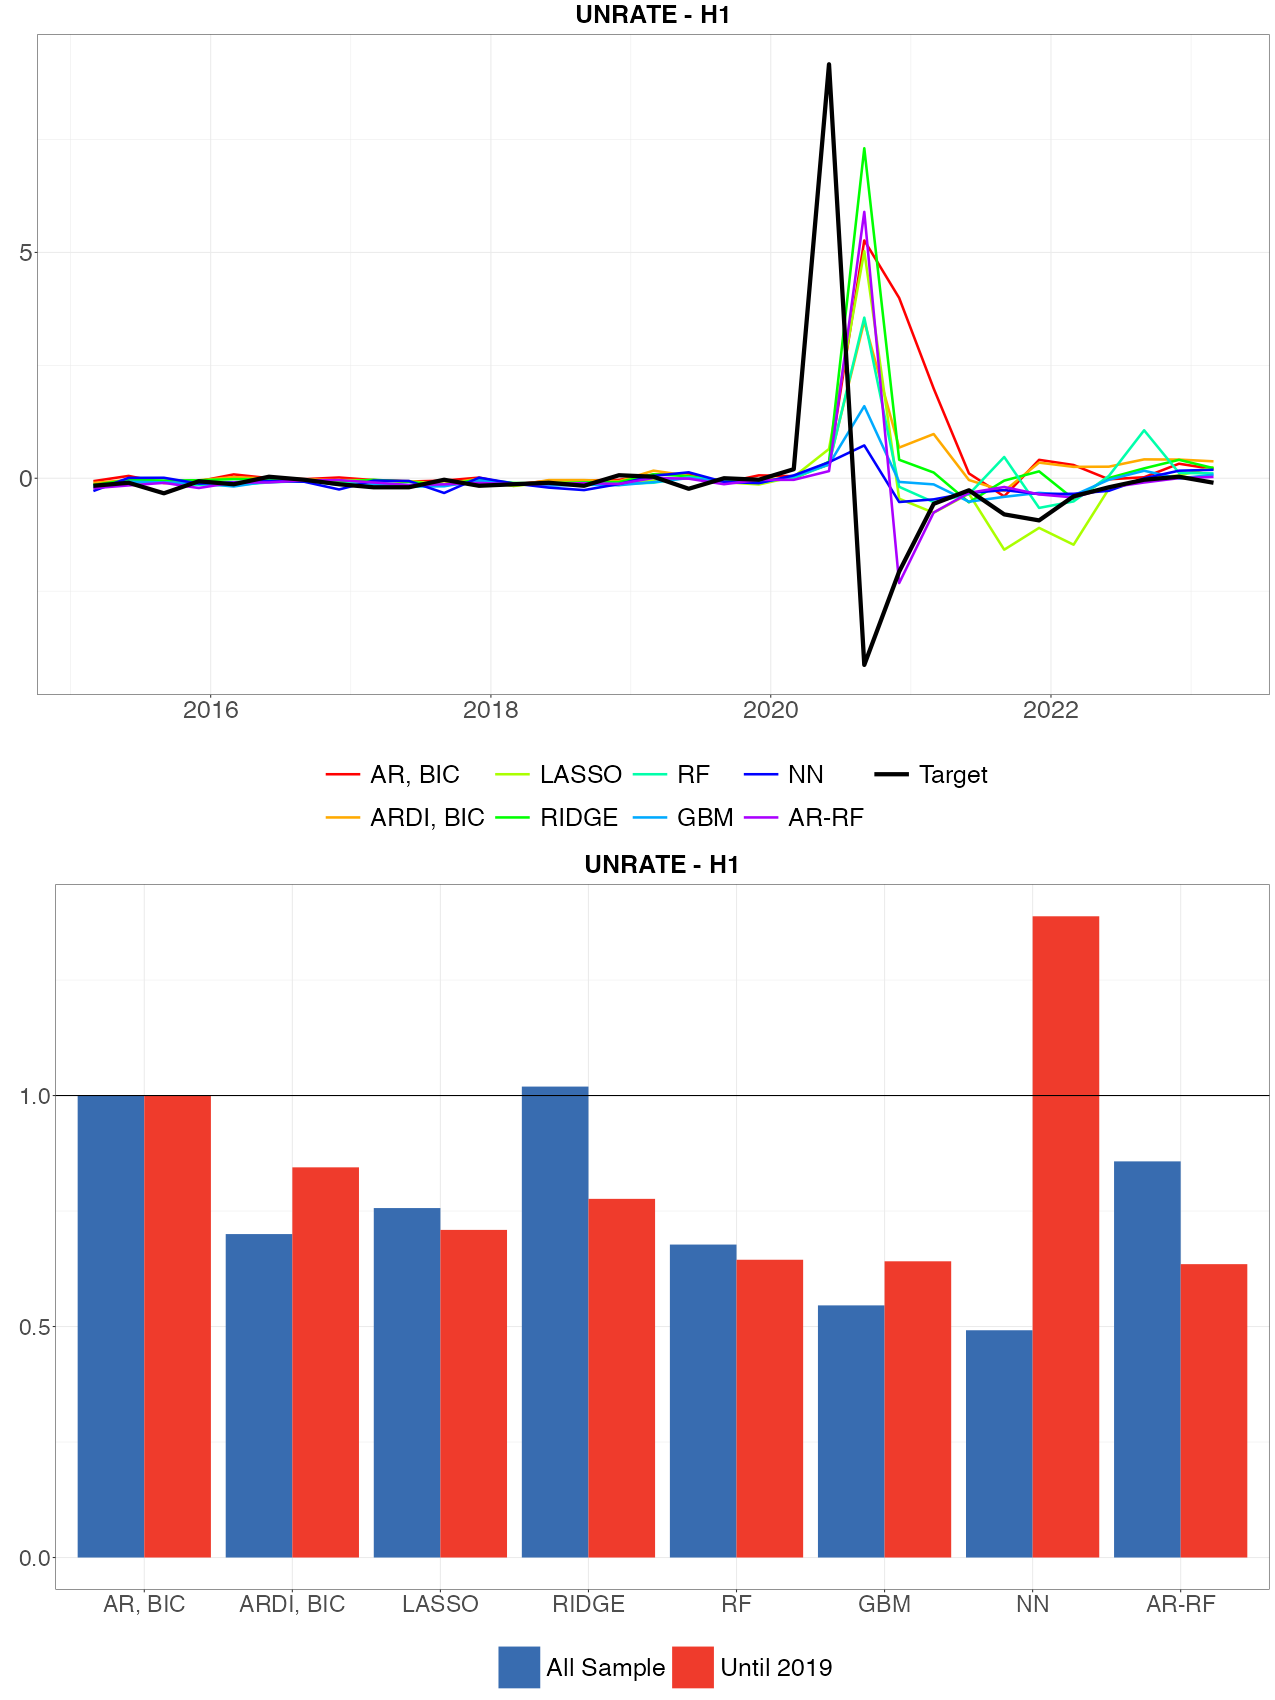 UNRATE - H1
5
0
2016 2018 2020 2022
AR, BIC LASSO RF NN Target
ARDI, BIC RIDGE GBM AR-RF
UNRATE - H1
1.0
0.5
0.0
AR, BIC ARDI, BIC LASSO RIDGE RF GBM NN AR-RF
All Sample Until 2019